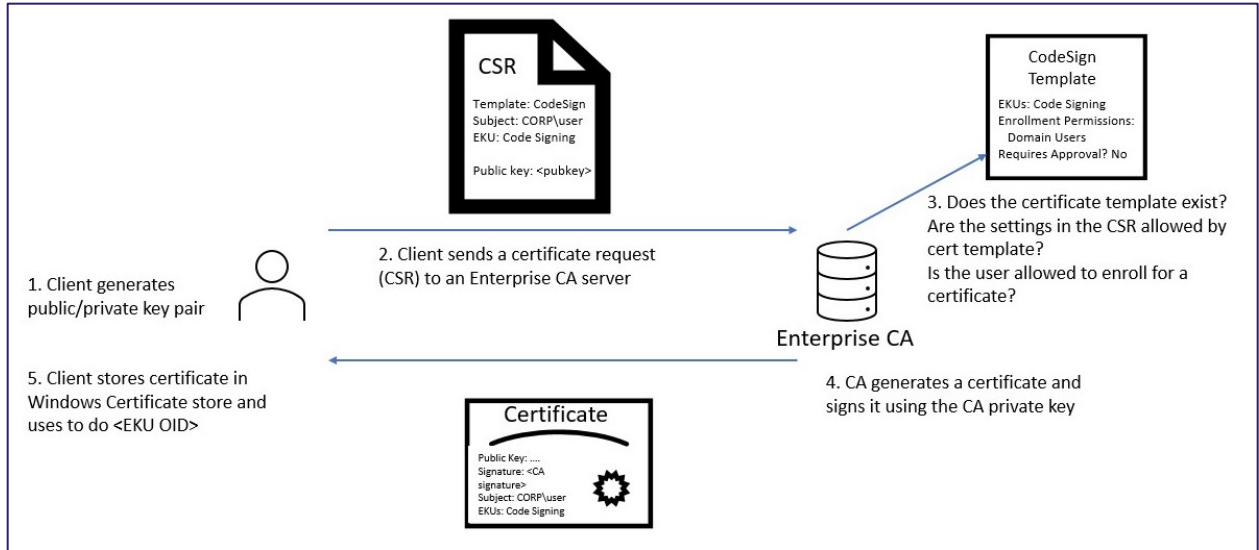 CSR
Template: CodeSign
Subject: CORP\user
EKU: Code Signing
Public key: <pubkey>
CodeSign
Template
EKUs: Code Signing
Enrollment Permissions:
Domain Users
Requires Approval? No
1. Client generates
public/private key pair
2. Client sends a certificate request
(CSR) to an Enterprise CA server
3. Does the certificate template exist?
Are the settings in the CSR allowed by
cert template?
Is the user allowed to enroll for a
certificate?
Enterprise CA
4. CA generates a certificate and
signs it using the CA private key
5. Client stores certificate in
Windows Certificate store and
uses to do <EKU OID>
Certificate
Public Key: ....
Signature: <CA
signature>
Subject: CORP\user
EKUs: Code Signing